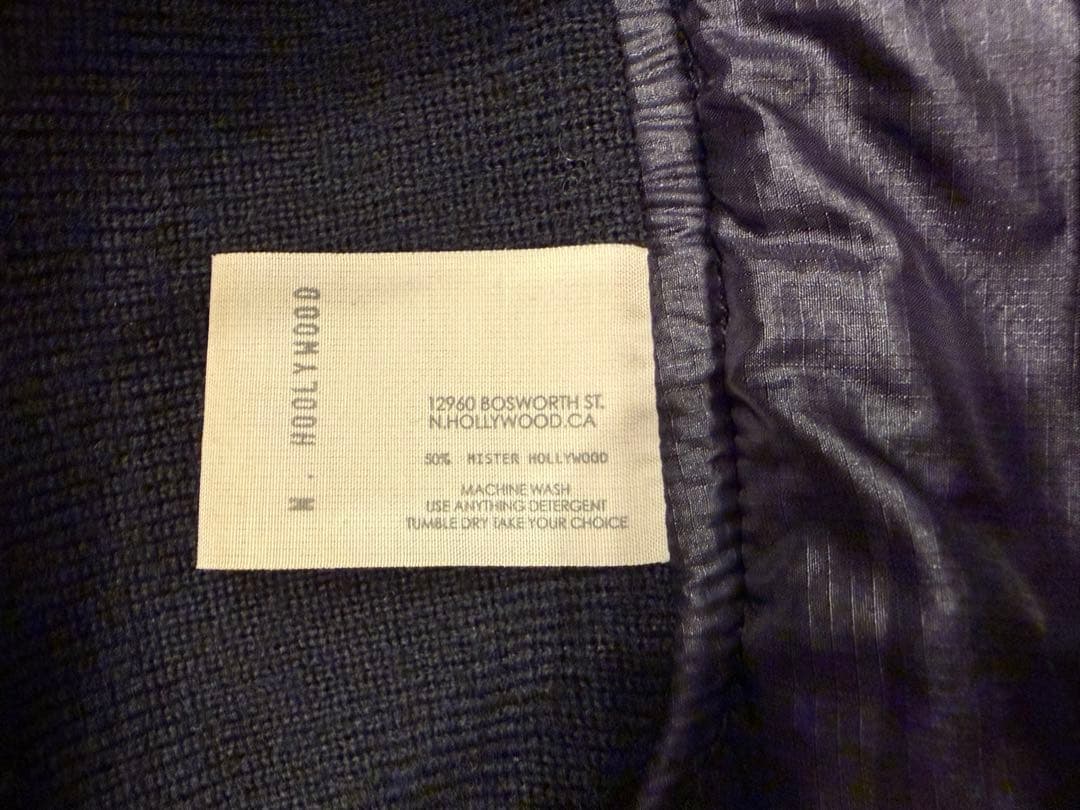 N. HOOLYWOOD
12960 BOSWORTH ST.
N.HOLLYWOOD.CA
50% MISTER HOLLYWOOD
MACHINE WASH
USE ANYTHING DETERGENT
TUMBLE DRY TAKE YOUR CHOICE